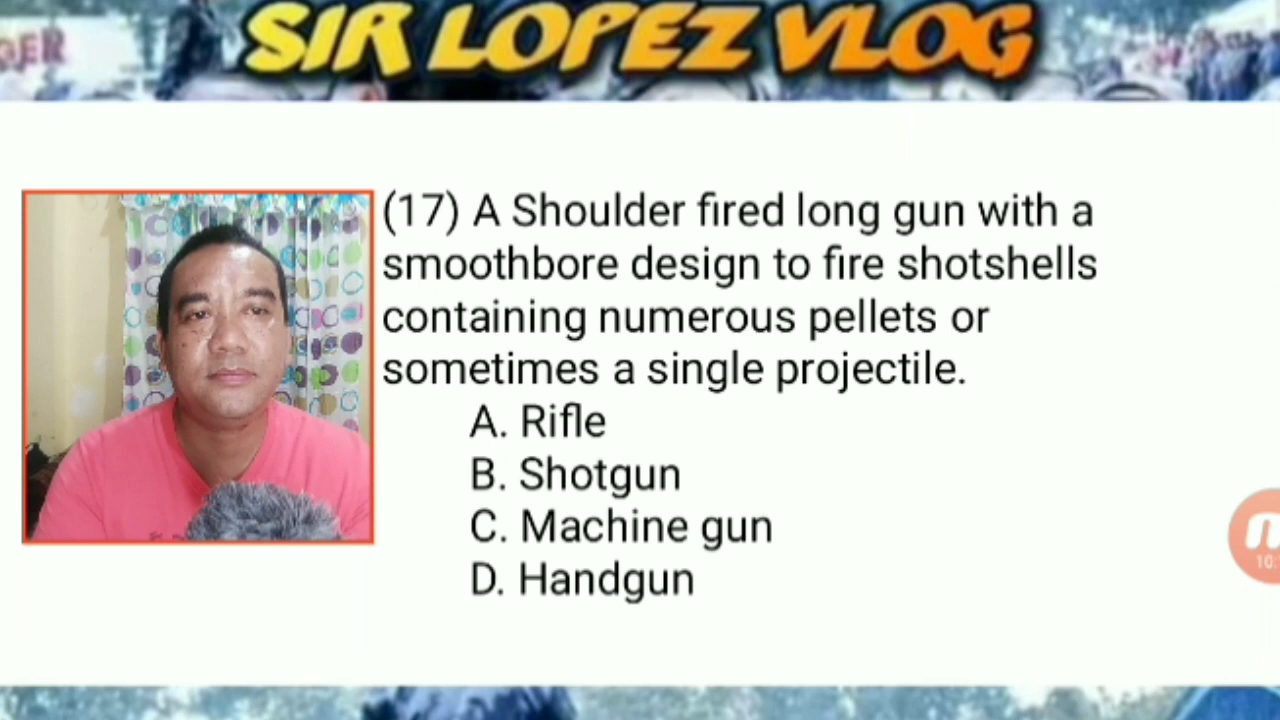 GER
SIR LOPEZ VLOG
(17) A Shoulder fired long gun with a
smoothbore design to fire shotshells
containing numerous pellets or
sometimes a single projectile.
A. Rifle
B. Shotgun
C. Machine gun
D. Handgun